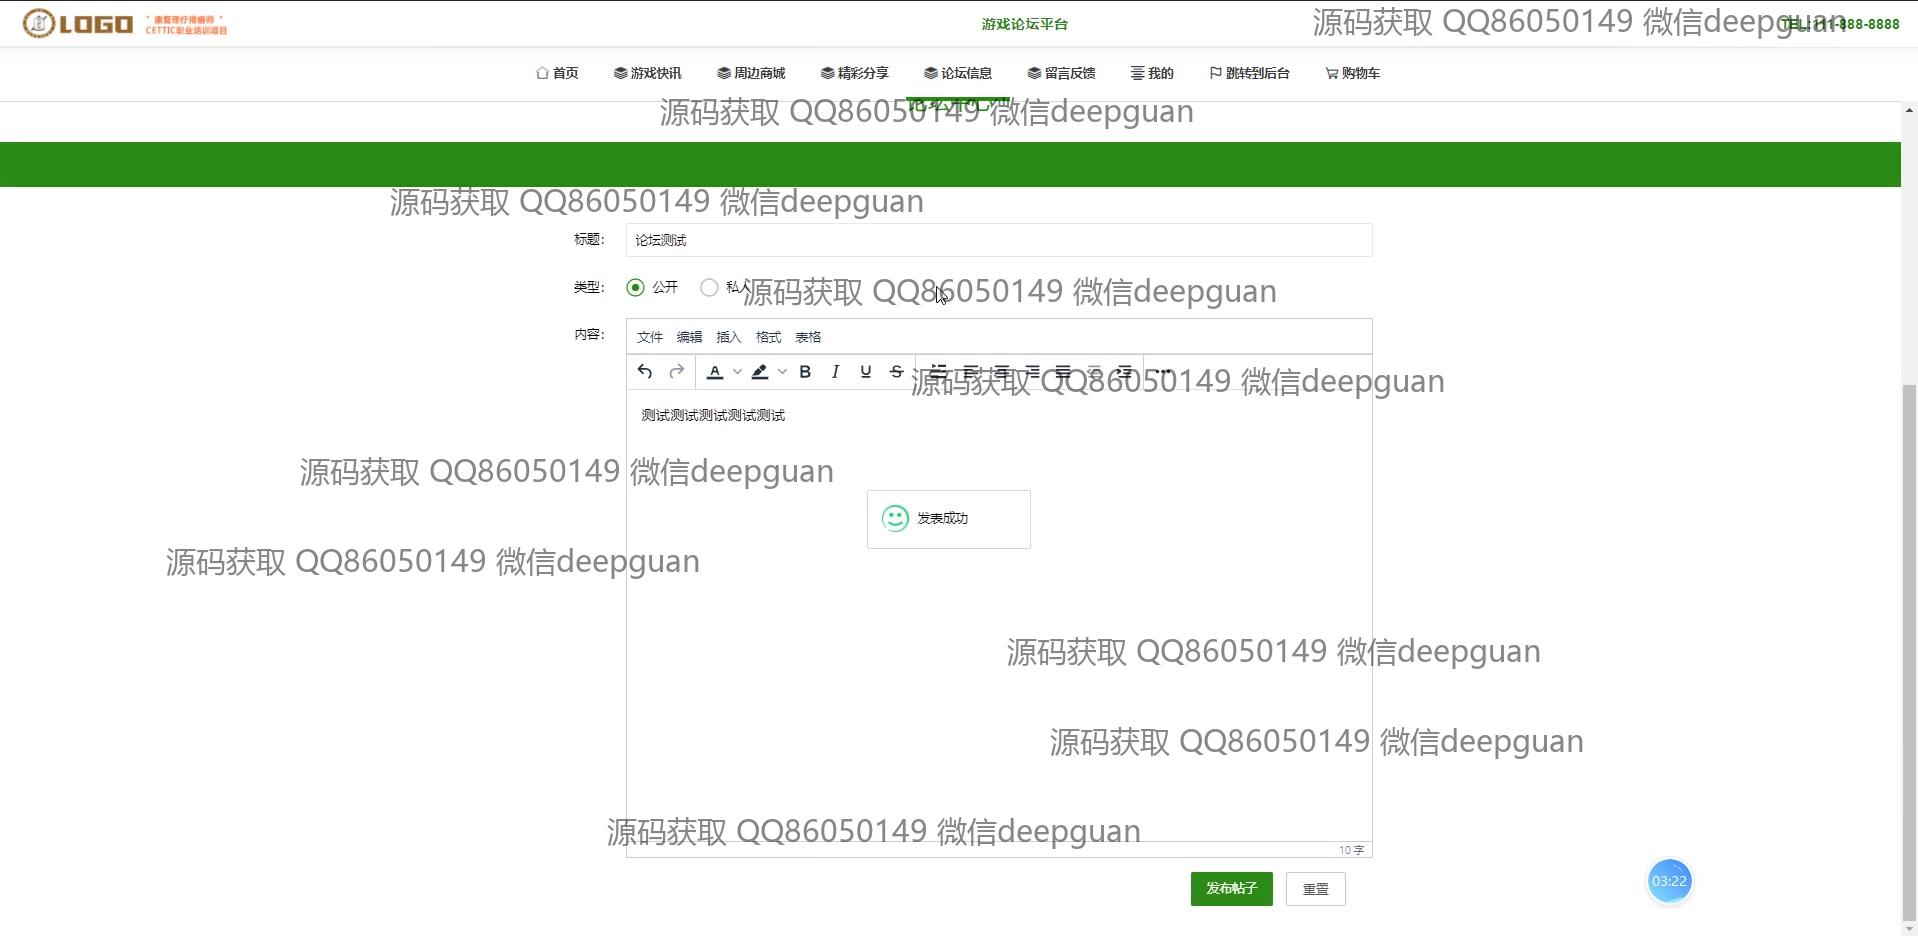 LOGO
康复理疗排痛师
CETTIC职业培训项目
游戏论坛平台
源码获取 QQ86050149 微信deepguan
TEL:111-888-8888
首页 游戏快讯 周边商城 精彩分享 论坛信息 留言反馈 我的 跳转到后台 购物车
源码获取 QQ86050149 微信deepguan
源码获取 QQ86050149 微信deepguan
标题: 论坛测试
类型: 公开 私人
源码获取 QQ86050149 微信deepguan
内容: 文件 编辑 插入 格式 表格
A B I U S
源码获取 QQ86050149 微信deepguan
测试测试测试测试测试
源码获取 QQ86050149 微信deepguan
发表成功
源码获取 QQ86050149 微信deepguan
源码获取 QQ86050149 微信deepguan
源码获取 QQ86050149 微信deepguan
源码获取 QQ86050149 微信deepguan
10 字
发布帖子 重置
03:22